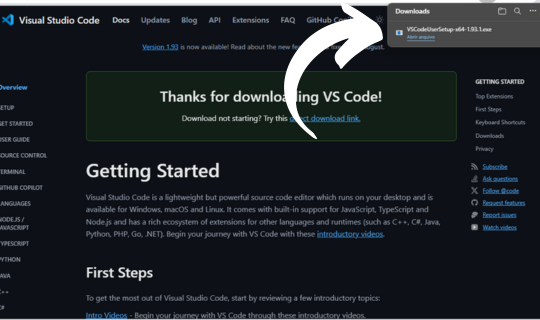 Visual Studio Code Docs Updates Blog API Extensions FAQ GitHub
Downloads
VSCodeUserSetup-x64-1.93.1.exe
Abrir arquivo
Version 1.93 is now available! Read about the new
Thanks for downloading VS Code!
Download not starting? Try this direct download link.
Overview
SETUP
GET STARTED
USER GUIDE
SOURCE CONTROL
TERMINAL
GITHUB COPILOT
LANGUAGES
NODE.JS /
JAVASCRIPT
TYPESCRIPT
PYTHON
JAVA
C++
C#
Getting Started
Visual Studio Code is a lightweight but powerful source code editor which runs on your desktop and is
available for Windows, macOS and Linux. It comes with built-in support for JavaScript, TypeScript and
Node.js and has a rich ecosystem of extensions for other languages and runtimes (such as C++, C#, Java,
Python, PHP, Go, .NET). Begin your journey with VS Code with these introductory videos.
First Steps
To get the most out of Visual Studio Code, start by reviewing a few introductory topics:
Intro Videos - Begin your journey with VS Code through these introductory videos.
GETTING STARTED
Top Extensions
First Steps
Keyboard Shortcuts
Downloads
Privacy
Subscribe
Ask questions
Follow @code
Request features
Report issues
Watch videos